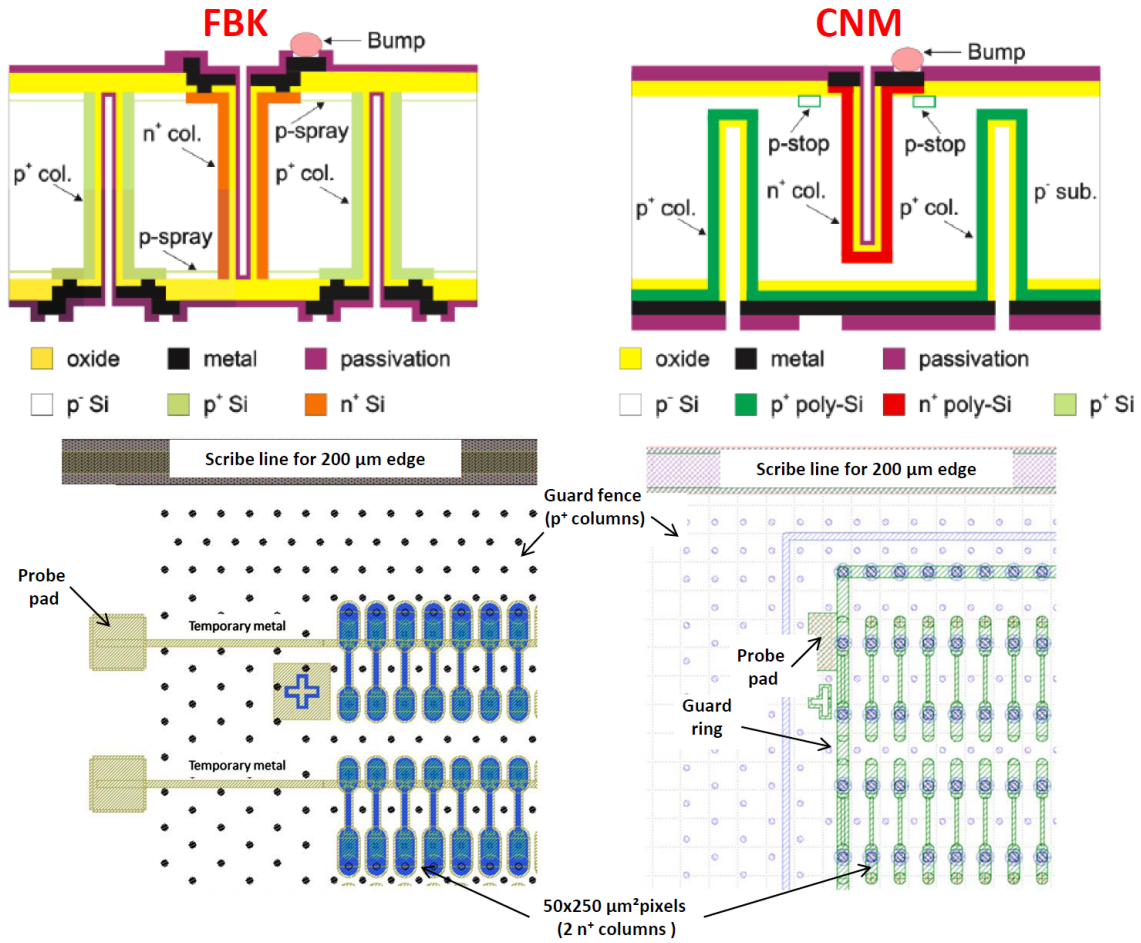 FBK
CNM
Bump
Bump
p-spray
n⁺ col.
p⁺ col.
p⁺ col.
p-spray
p-stop
p-stop
n⁺ col.
p⁺ col.
p⁺ col.
p⁻ sub.
oxide
metal
passivation
p⁻ Si
p⁺ Si
n⁺ Si
oxide
metal
passivation
p⁻ Si
p⁺ poly-Si
n⁺ poly-Si
p⁺ Si
Scribe line for 200 µm edge
Scribe line for 200 µm edge
Guard fence
(p⁺ columns)
Probe
pad
Temporary metal
Temporary metal
Probe
pad
Guard
ring
50x250 µm²pixels
(2 n⁺ columns )